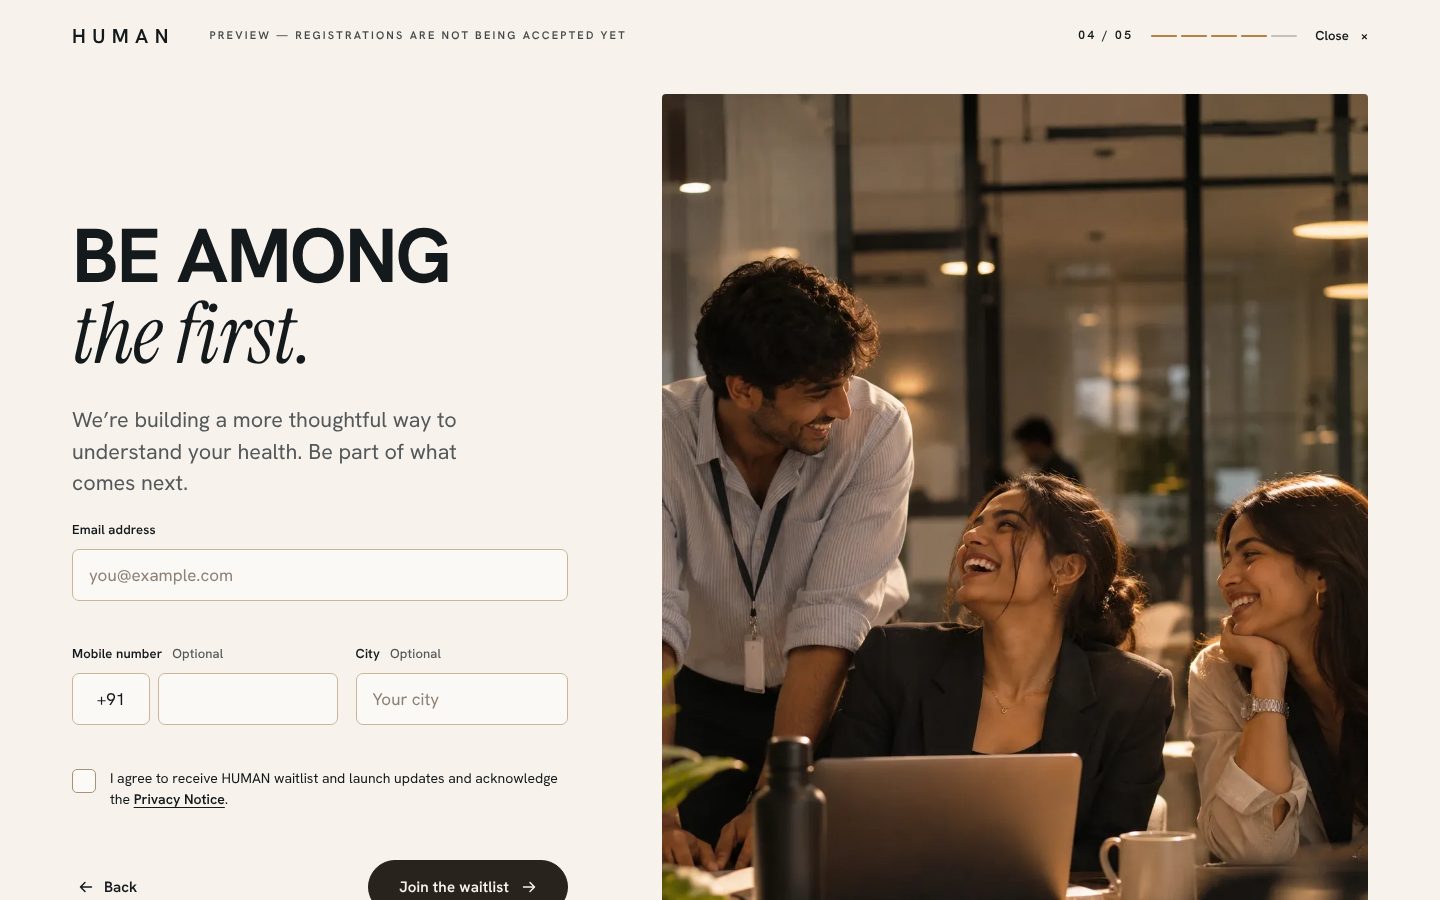 HUMAN
PREVIEW — REGISTRATIONS ARE NOT BEING ACCEPTED YET
04 / 05
Close ×
BE AMONG
the first.
We’re building a more thoughtful way to
understand your health. Be part of what
comes next.
Email address
you@example.com
Mobile number Optional
City Optional
+91
Your city
I agree to receive HUMAN waitlist and launch updates and acknowledge
the Privacy Notice.
← Back
Join the waitlist →